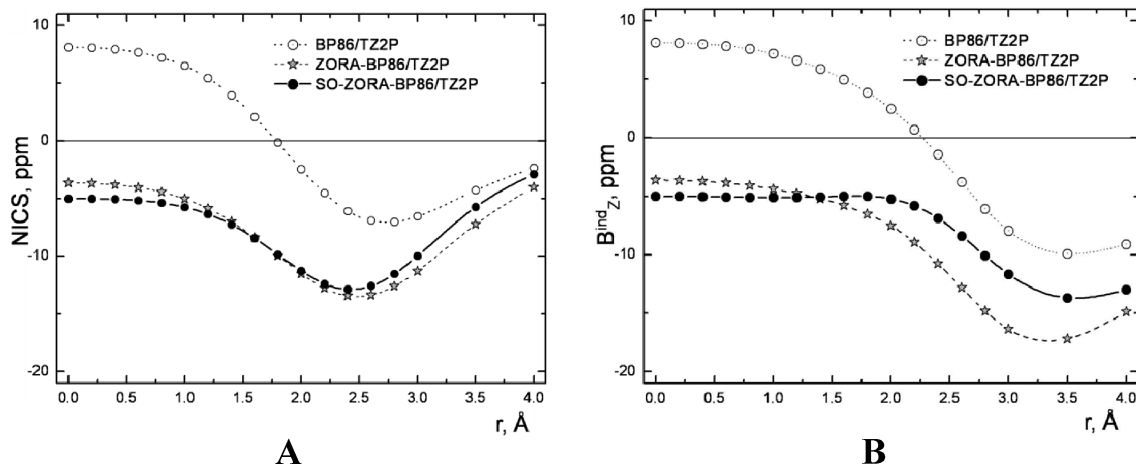 10
0
-10
-20
NICS, ppm
BP86/TZ2P
ZORA-BP86/TZ2P
SO-ZORA-BP86/TZ2P
0.0 0.5 1.0 1.5 2.0 2.5 3.0 3.5 4.0
r, Å
A
10
0
-10
-20
B^ind_Z, ppm
BP86/TZ2P
ZORA-BP86/TZ2P
SO-ZORA-BP86/TZ2P
0.0 0.5 1.0 1.5 2.0 2.5 3.0 3.5 4.0
r, Å
B